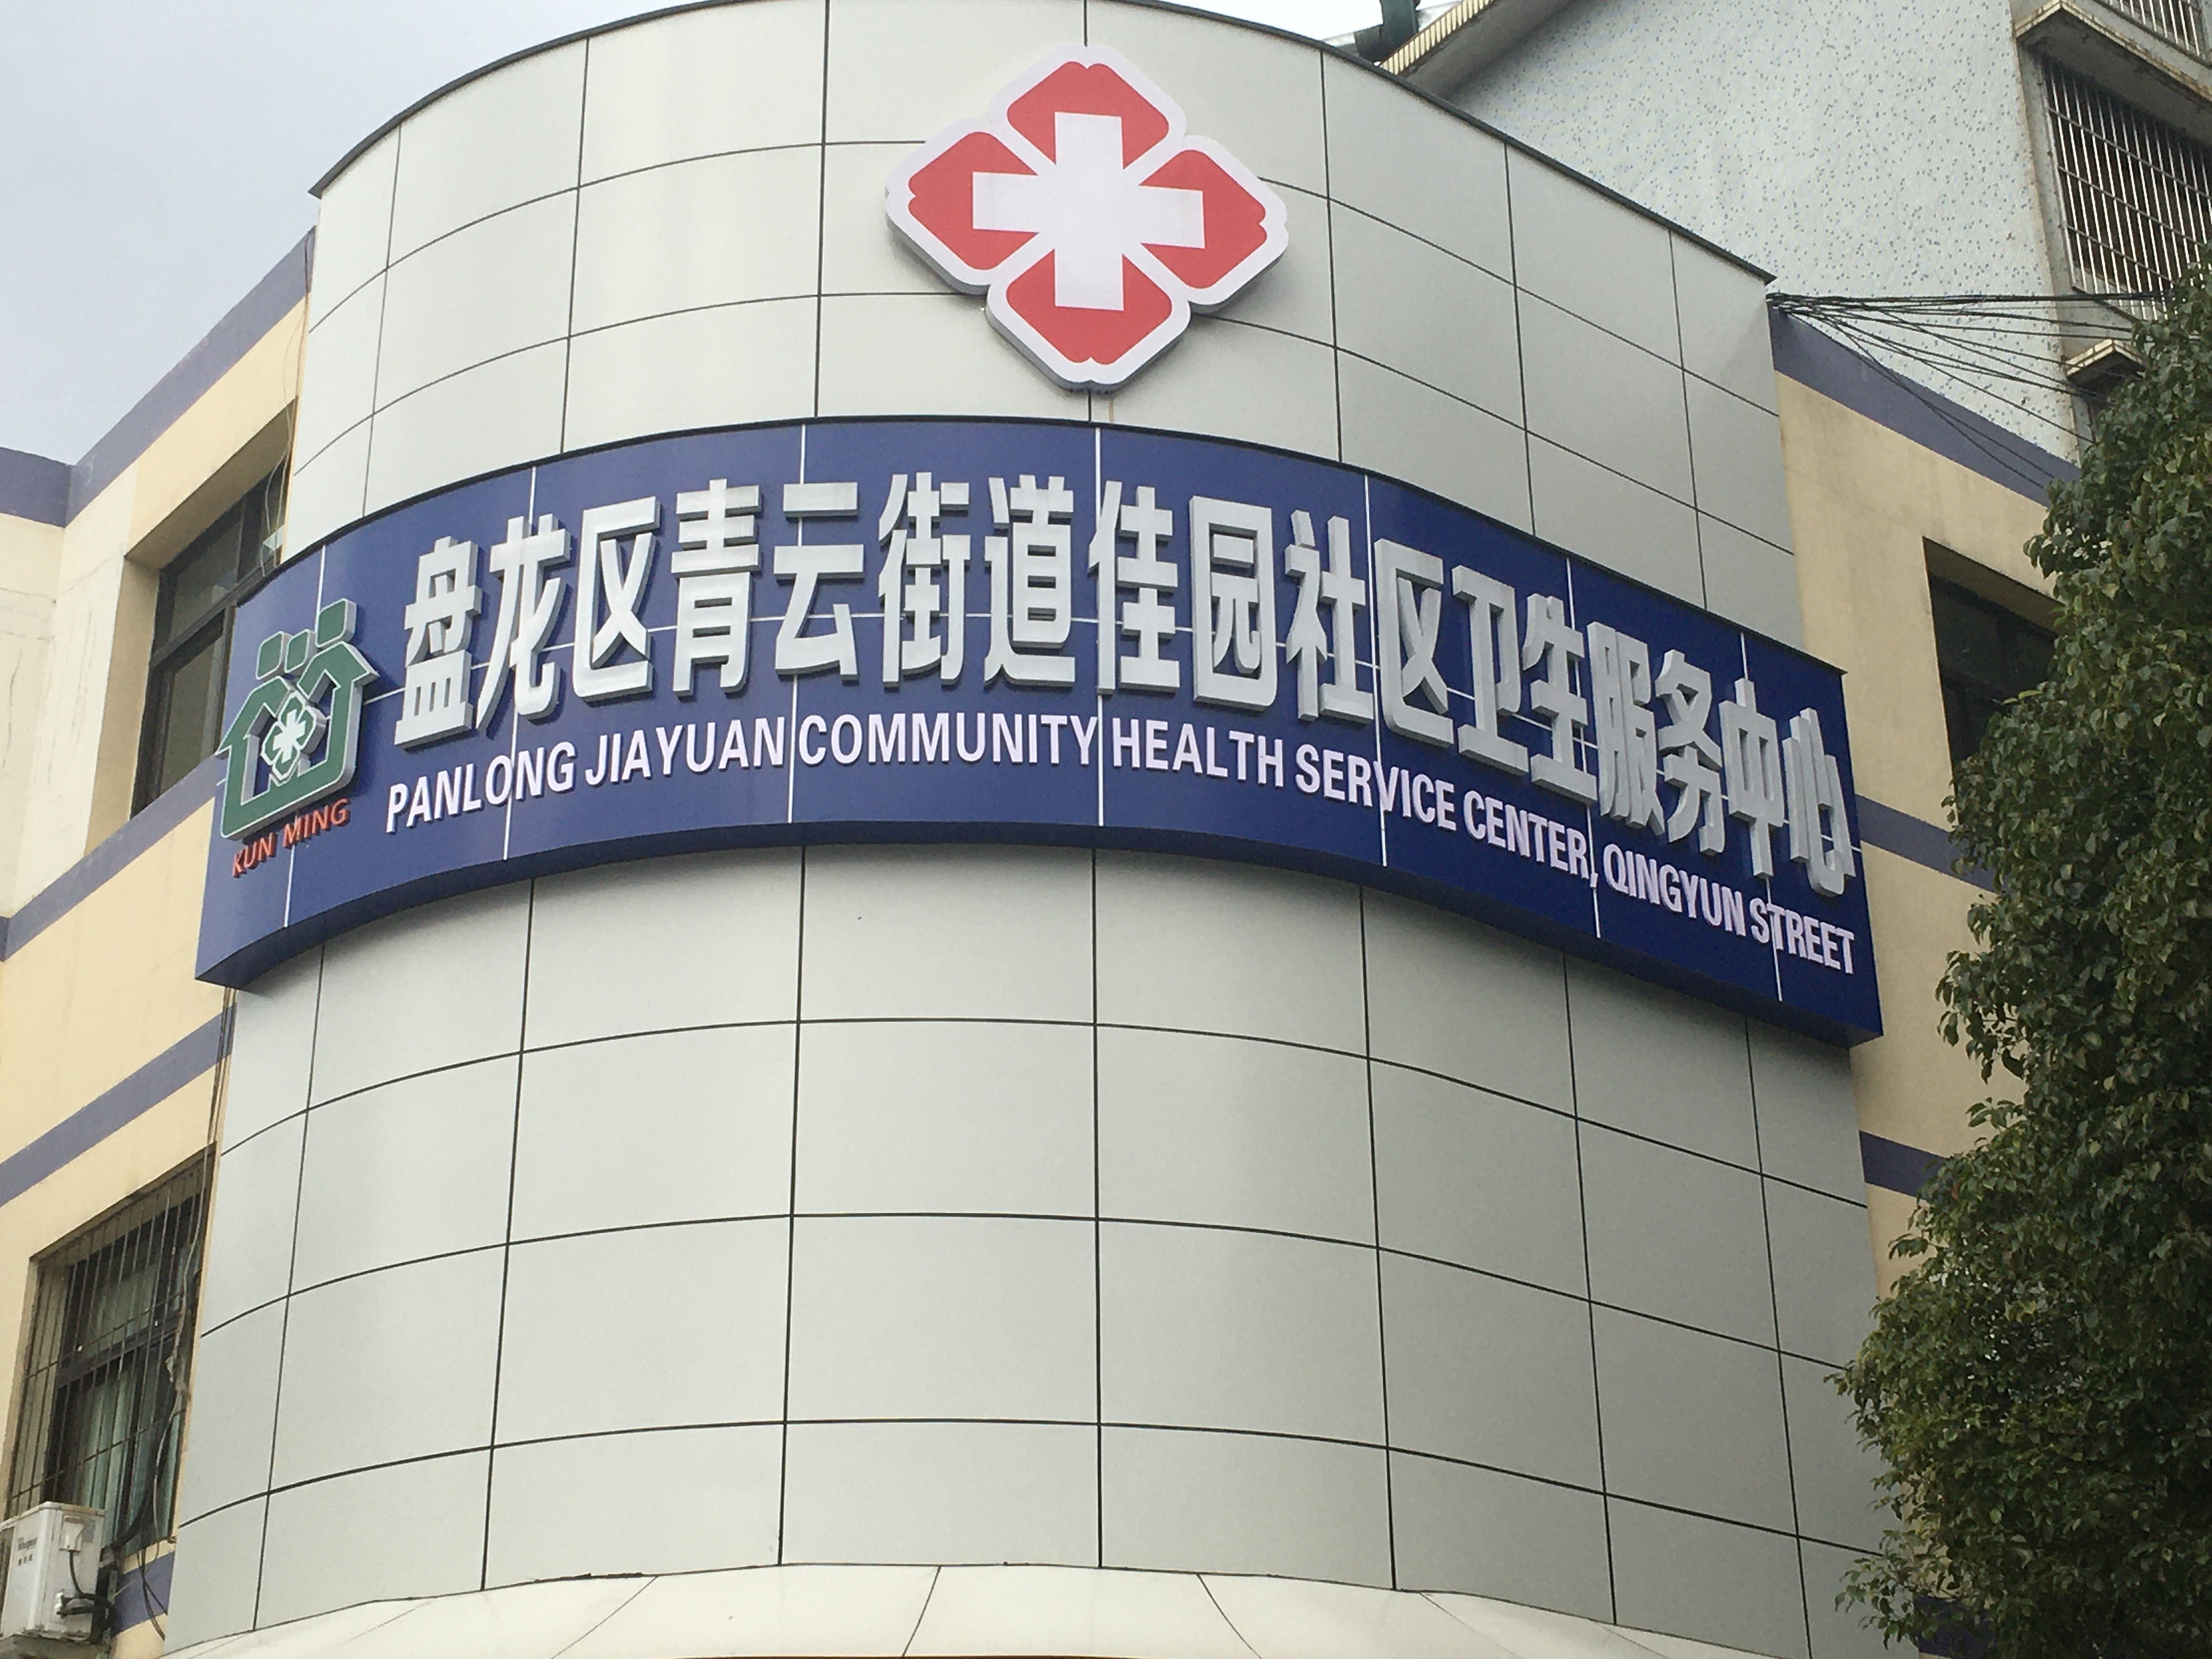 盘龙区青云街道佳园社区卫生服务中心
PANLONG JIAYUAN COMMUNITY HEALTH SERVICE CENTER, QINGYUN STREET
KUN MING